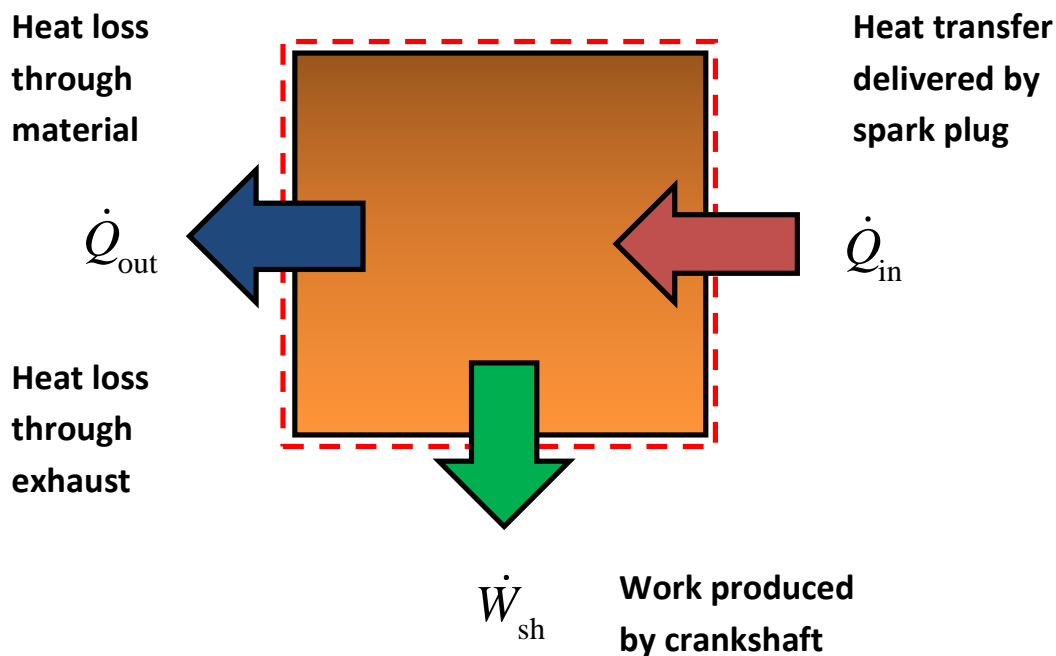 Heat loss
through
material
Heat transfer
delivered by
spark plug
Q̇out
Q̇in
Heat loss
through
exhaust
Ẇsh
Work produced
by crankshaft